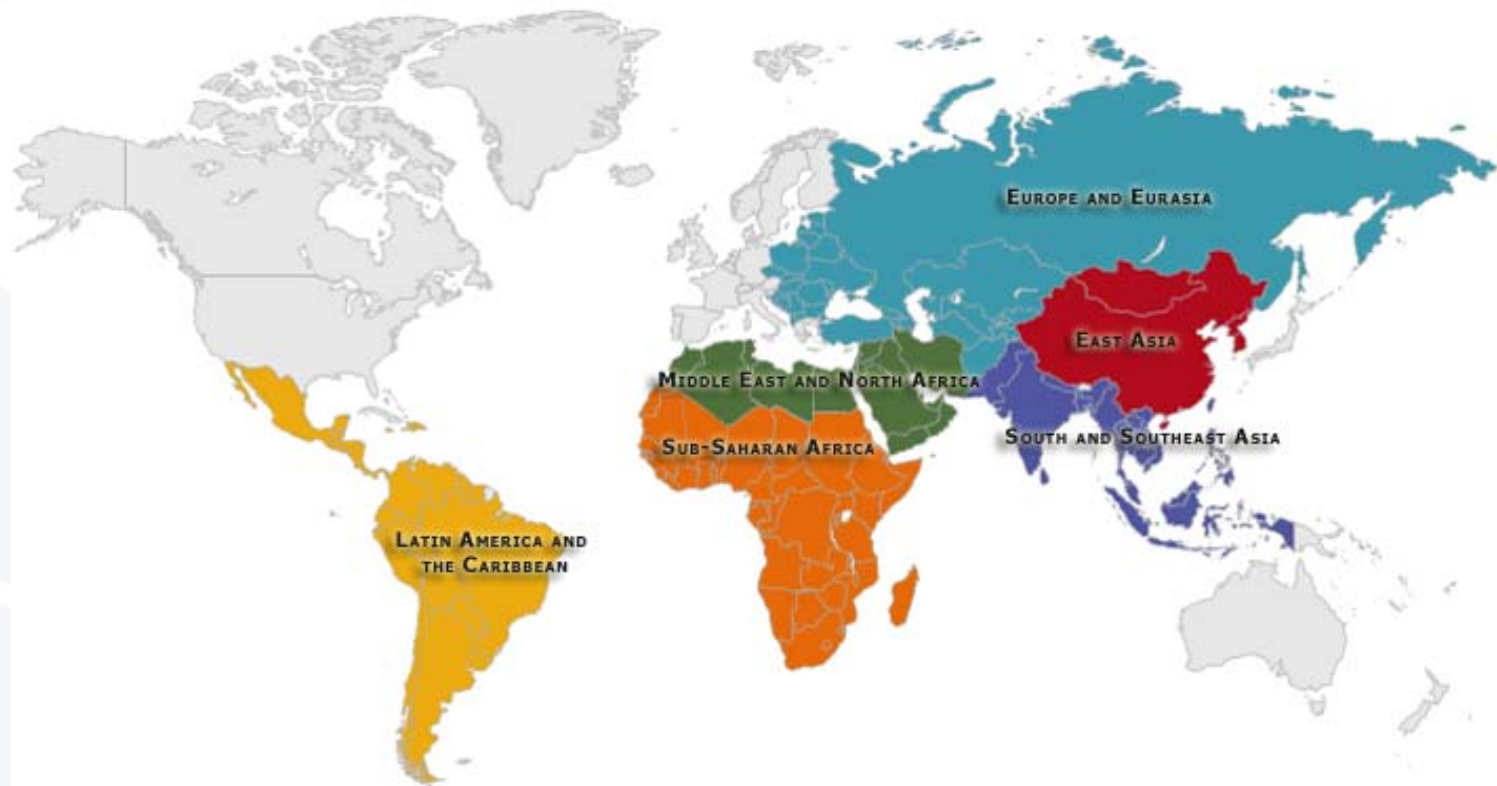 Europe and Eurasia
East Asia
Middle East and North Africa
South and Southeast Asia
Sub-Saharan Africa
Latin America and
the Caribbean